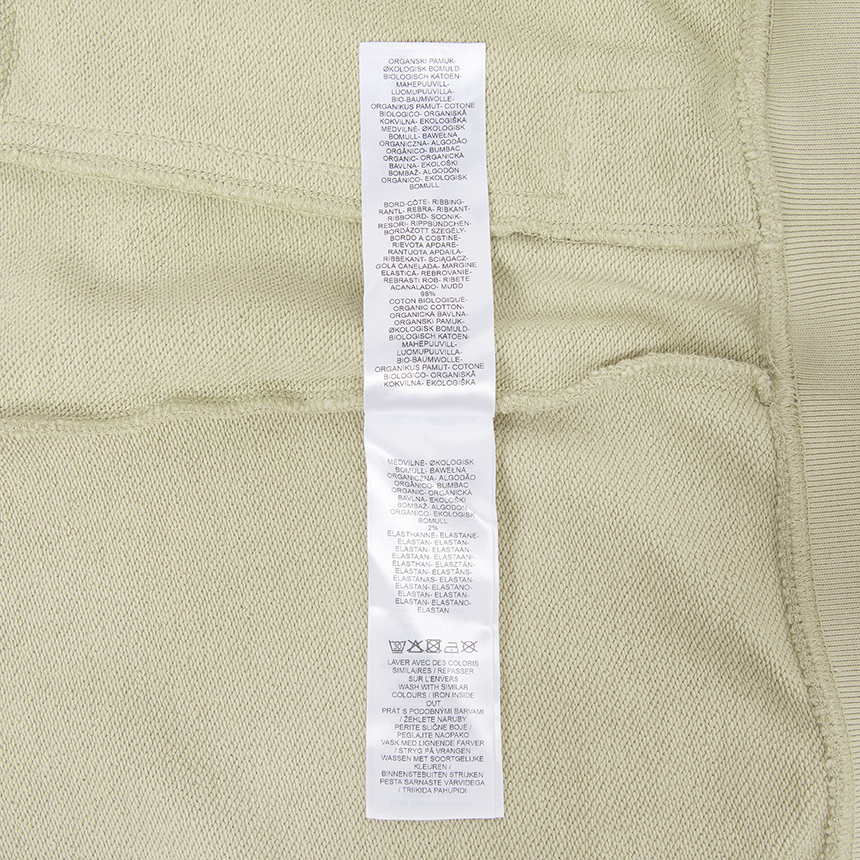 ORGANSKI PAMUK-
ØKOLOGISK BOMULD-
BIOLOGISCH KATOEN-
MAHEPUUVILL-
LUOMUPUUVILLA-
BIO-BAUMWOLLE-
ORGANIKUS PAMUT- COTONE
BIOLOGICO- ORGANISKĀ
KOKVILNA- EKOLOGIŠKA
MEDVILNĖ- ØKOLOGISK
BOMULL- BAWEŁNA
ORGANICZNA- ALGODÃO
ORGÂNICO- BUMBAC
ORGANIC- ORGANICKÁ
BAVLNA- EKOLOŠKI
BOMBAŽ- ALGODÓN
ORGÁNICO- EKOLOGISK
BOMULL
BORD-CÔTE- RIBBING-
RANTL- REBRA- RIBKANT-
RIBBOORD- SOONIK-
RESORI- RIPPBÜNDCHEN-
BORDÁZOTT SZEGÉLY-
BORDO A COSTINE-
RIEVOTA APDARE-
RANTUOTA APDAILA-
RIBBEKANT- ŚCIĄGACZ-
GOLA CANELADA- MARGINE
ELASTICĂ- REBROVANIE-
REBRASTI ROB- RIBETE
ACANALADO- MUDD
98%
COTON BIOLOGIQUE-
ORGANIC COTTON-
ORGANICKÁ BAVLNA-
ORGANSKI PAMUK-
ØKOLOGISK BOMULD-
BIOLOGISCH KATOEN-
MAHEPUUVILL-
LUOMUPUUVILLA-
BIO-BAUMWOLLE-
ORGANIKUS PAMUT- COTONE
BIOLOGICO- ORGANISKĀ
KOKVILNA- EKOLOGIŠKA
MEDVILNĖ- ØKOLOGISK
BOMULL- BAWEŁNA
ORGANICZNA- ALGODÃO
ORGÂNICO- BUMBAC
ORGANIC- ORGANICKÁ
BAVLNA- EKOLOŠKI
BOMBAŽ- ALGODÓN
ORGÁNICO- EKOLOGISK
BOMULL
2%
ÉLASTHANNE- ELASTANE-
ELASTAN- ELASTAN-
ELASTAN- ELASTAAN-
ELASTAAN- ELASTAANI-
ELASTHAN- ELASZTÁN-
ELASTAN- ELASTĀNS-
ELASTANAS- ELASTAN-
ELASTAN- ELASTANO-
ELASTAN- ELASTAN-
ELASTAN- ELASTANO-
ELASTAN
30
LAVER AVEC DES COLORIS
SIMILAIRES / REPASSER
SUR L'ENVERS
WASH WITH SIMILAR
COLOURS / IRON INSIDE
OUT
PRÁT S PODOBNÝMI BARVAMI
/ ŽEHLETE NARUBY
PERITE SLIČNE BOJE /
PEGLAJTE NAOPAKO
VASK MED LIGNENDE FARVER
/ STRYG PÅ VRANGEN
WASSEN MET SOORTGELIJKE
KLEUREN /
BINNENSTEBUITEN STRIJKEN
PESTA SARNASTE VÄRVIDEGA
/ TRIIKIDA PAHUPIDI